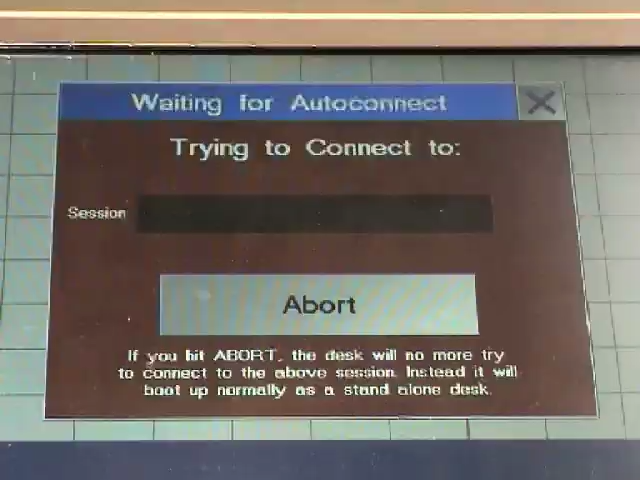 Waiting for Autoconnect
Trying to Connect to:
Session
Abort
If you hit ABORT, the desk will no more try
to connect to the above session. Instead it will
boot up normally as a stand alone desk.